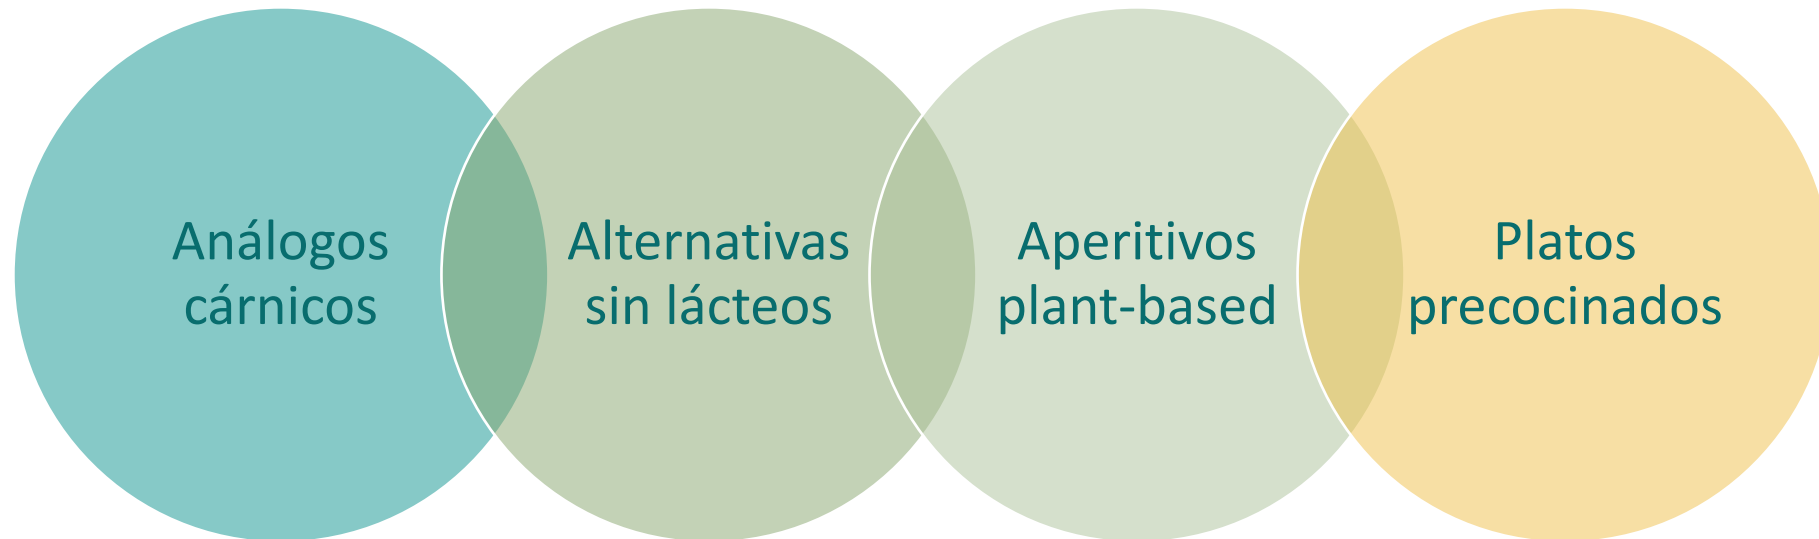 Análogos
cárnicos
Alternativas
sin lácteos
Aperitivos
plant-based
Platos
precocinados